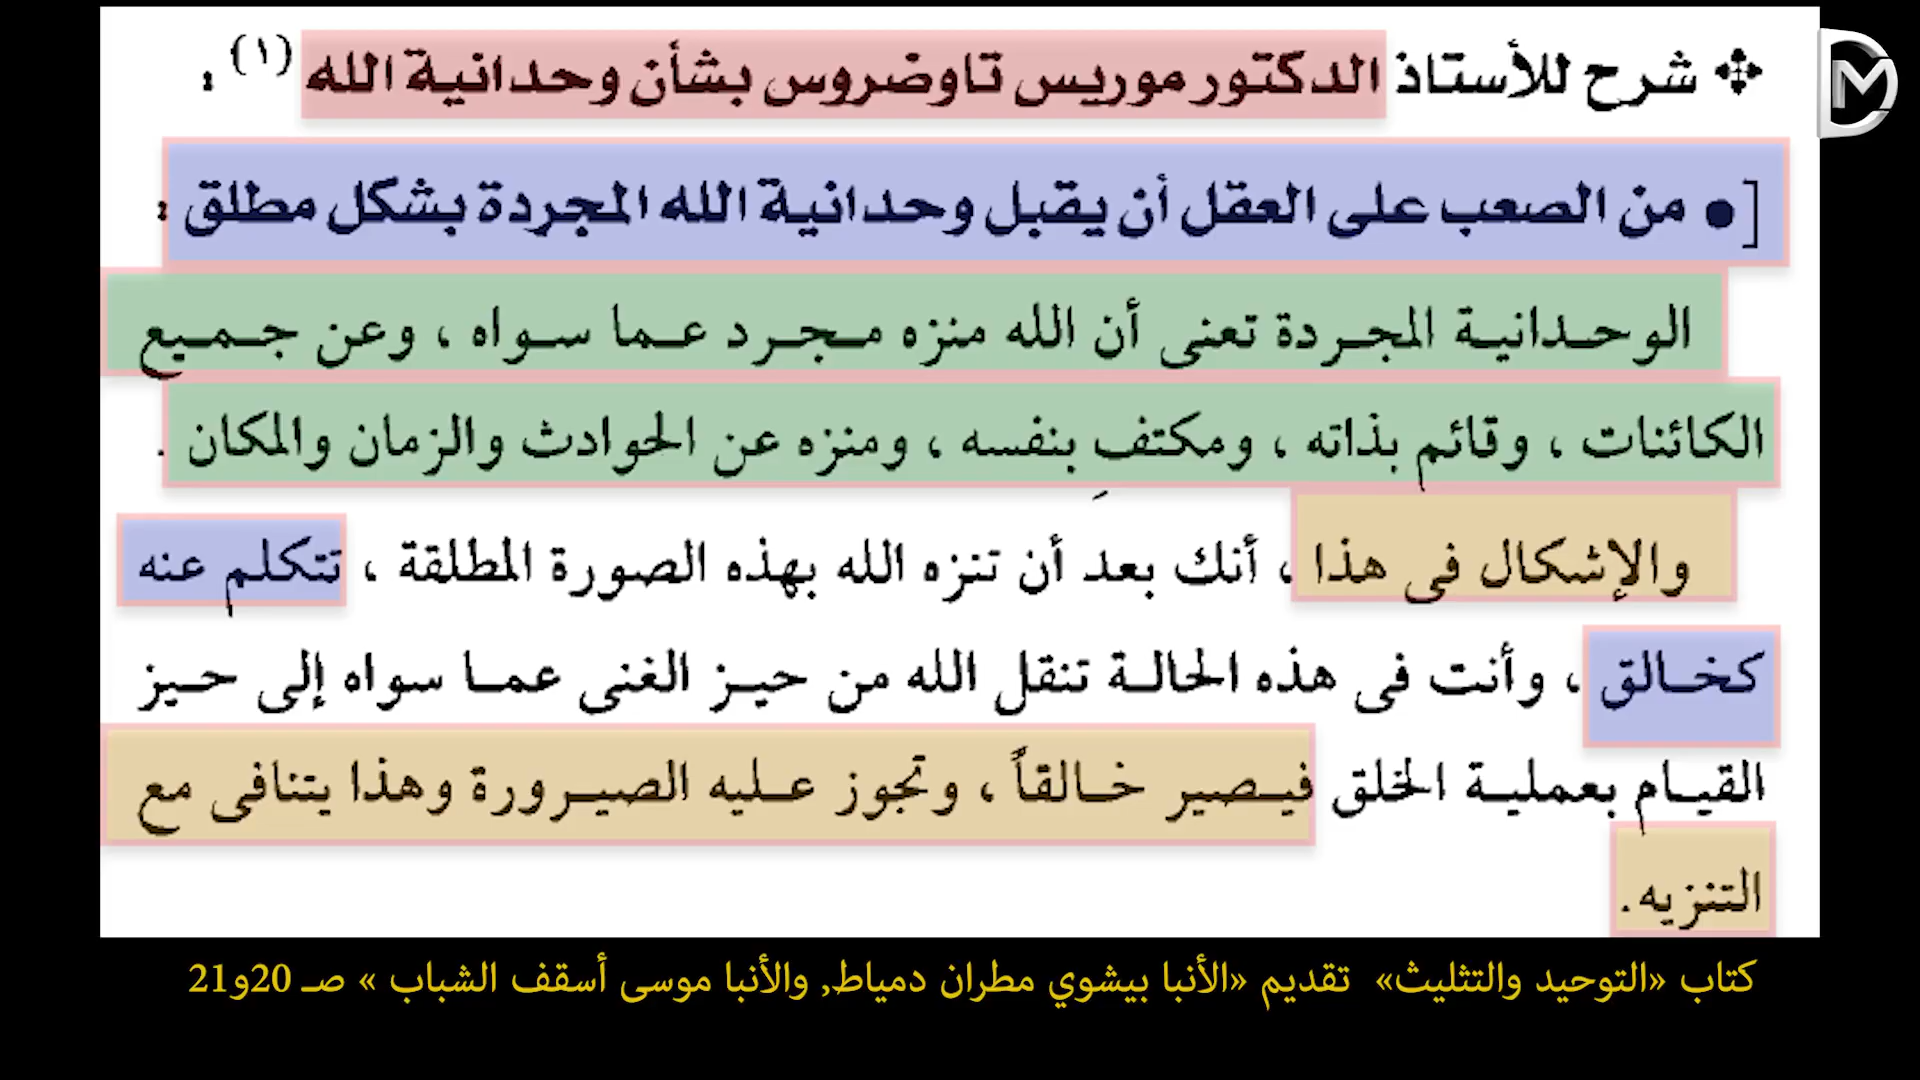 ❖ شرح للأستاذ الدكتور موريس تاوضروس بشأن وحدانية الله (١) :
[● من الصعب على العقل أن يقبل وحدانية الله المجردة بشكل مطلق :
الوحدانية المجردة تعنى أن الله منزه مجرد عما سواه ، وعن جميع
الكائنات ، وقائم بذاته ، ومكتفِ بنفسه ، ومنزه عن الحوادث والزمان والمكان .
والإشكال فى هذا ، أنك بعد أن تنزه الله بهذه الصورة المطلقة ، تتكلم عنه
كخالق ، وأنت فى هذه الحالة تنقل الله من حيز الغنى عما سواه إلى حيز
القيام بعملية الخلق فيصير خالقاً ، وتجوز عليه الصيرورة وهذا يتنافى مع
التنزيه .
كتاب «التوحيد والتثليث» تقديم «الأنبا بيشوي مطران دمياط, والأنبا موسى أسقف الشباب » صـ 20و21
DM